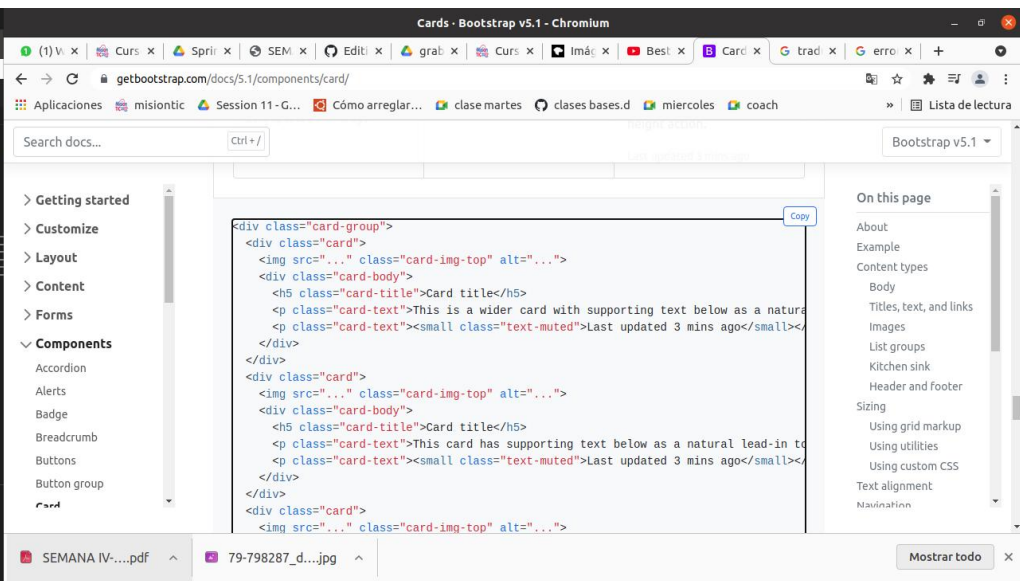 Cards · Bootstrap v5.1 - Chromium
(1) W Curs Sprin SEM. Editi grab Curs Imág Best Card tradu error
getbootstrap.com/docs/5.1/components/card/
Aplicaciones misiontic Session 11 - G... Cómo arreglar... clase martes clases bases.d miercoles coach » Lista de lectura
Search docs... Ctrl + / Bootstrap v5.1
Getting started
Customize
Layout
Content
Forms
Components
Accordion
Alerts
Badge
Breadcrumb
Buttons
Button group
Card
Copy
<div class="card-group">
<div class="card">
<img src="..." class="card-img-top" alt="...">
<div class="card-body">
<h5 class="card-title">Card title</h5>
<p class="card-text">This is a wider card with supporting text below as a natura
<p class="card-text"><small class="text-muted">Last updated 3 mins ago</small></
</div>
</div>
<div class="card">
<img src="..." class="card-img-top" alt="...">
<div class="card-body">
<h5 class="card-title">Card title</h5>
<p class="card-text">This card has supporting text below as a natural lead-in to
<p class="card-text"><small class="text-muted">Last updated 3 mins ago</small></
</div>
</div>
<div class="card">
<img src="..." class="card-img-top" alt="...">
On this page
About
Example
Content types
Body
Titles, text, and links
Images
List groups
Kitchen sink
Header and footer
Sizing
Using grid markup
Using utilities
Using custom CSS
Text alignment
Navigation
SEMANA IV-....pdf 79-798287_d....jpg Mostrar todo